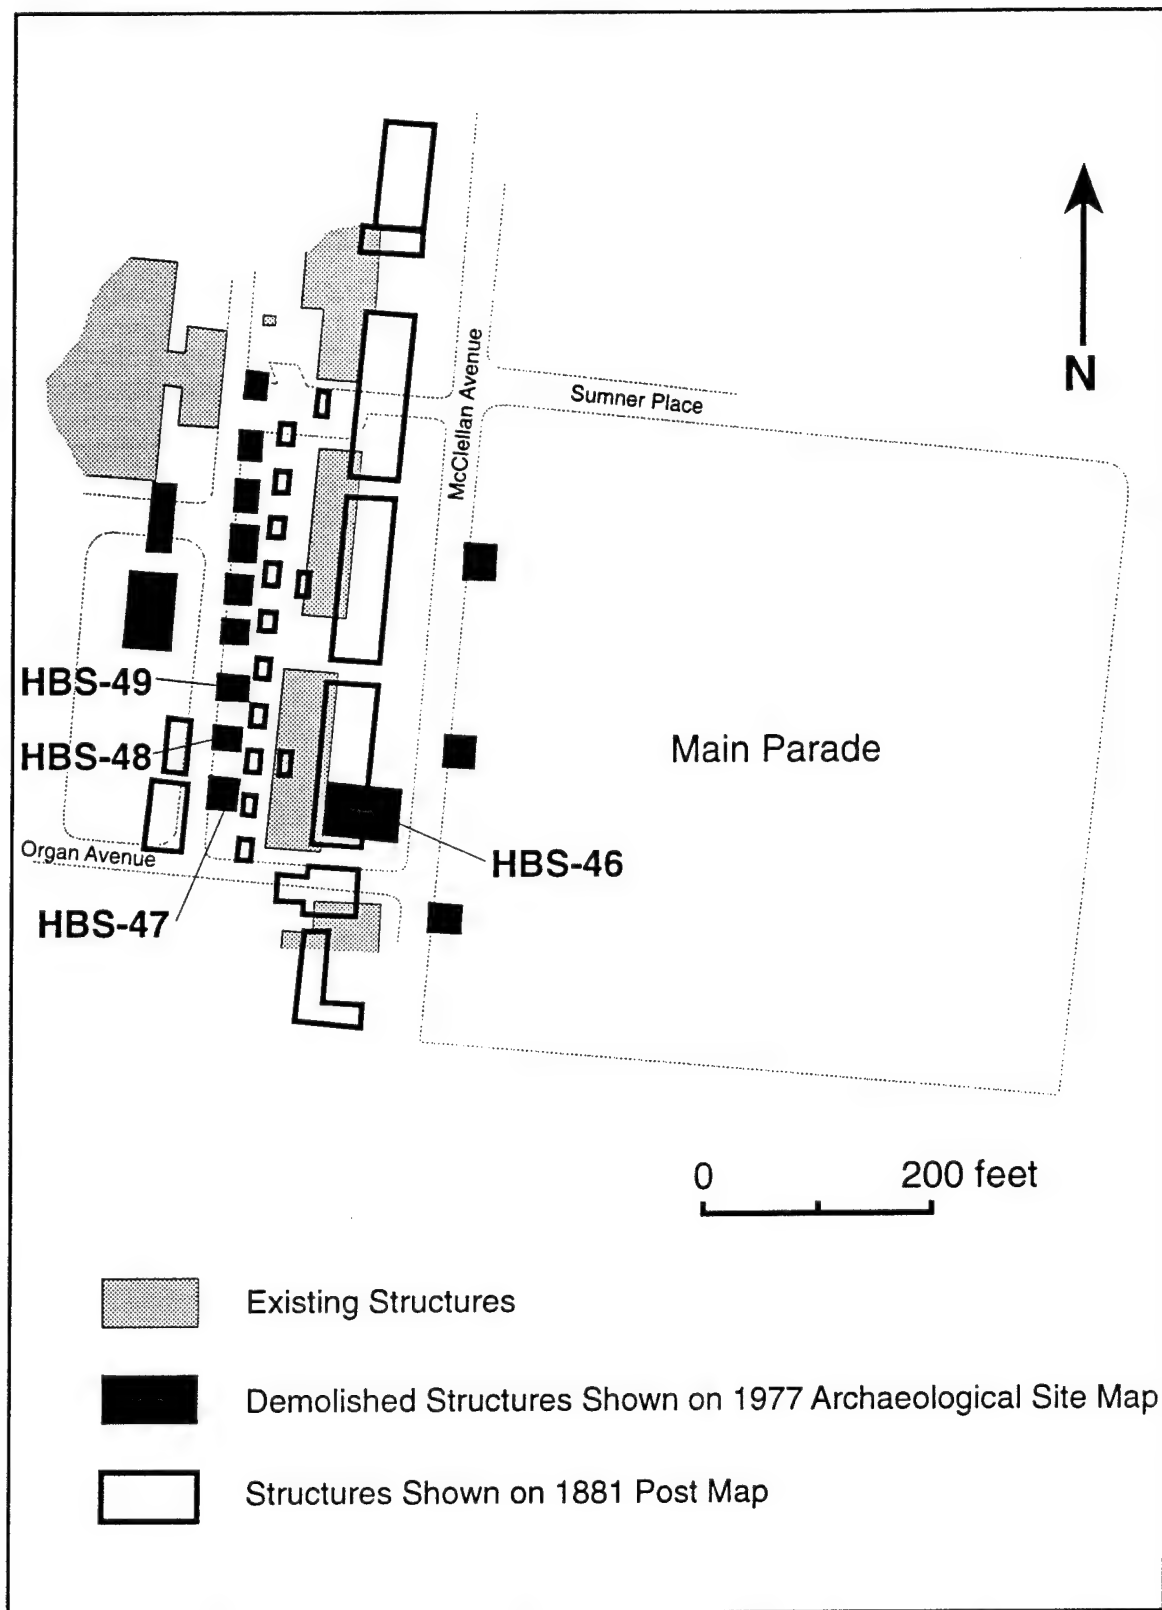 N
McClellan Avenue
Sumner Place
HBS-49
HBS-48
Main Parade
Organ Avenue
HBS-46
HBS-47
0 200 feet
Existing Structures
Demolished Structures Shown on 1977 Archaeological Site Map
Structures Shown on 1881 Post Map